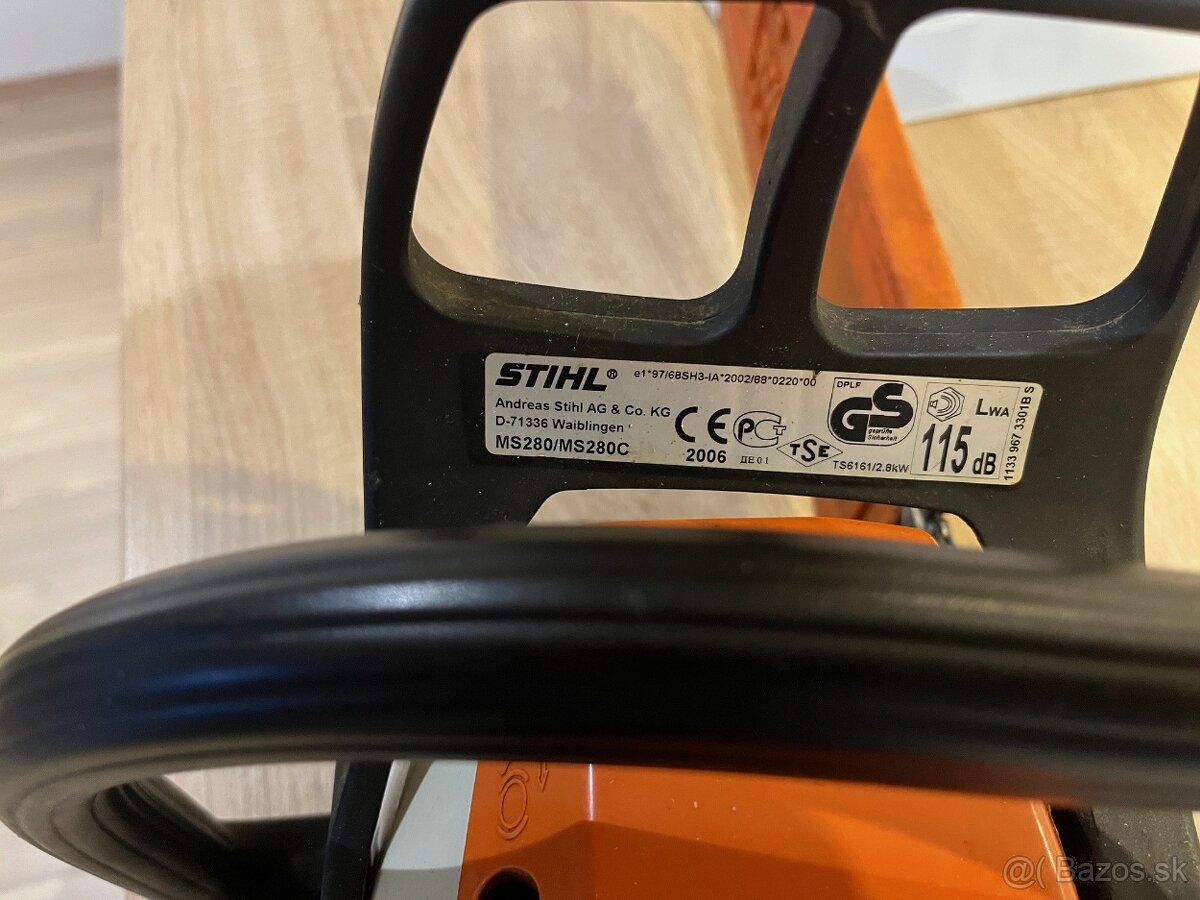 STIHL® e1*97/68SH3-IA*2002/88*0220*00
Andreas Stihl AG & Co. KG
D-71336 Waiblingen
MS280/MS280C
CE
2006
PCT
ДЕ01
TSE
DPLF
GS
geprüfte
Sicherheit
TS6161/2.8kW
LWA
115 dB
1133 967 3301B S
@( Bazos.sk